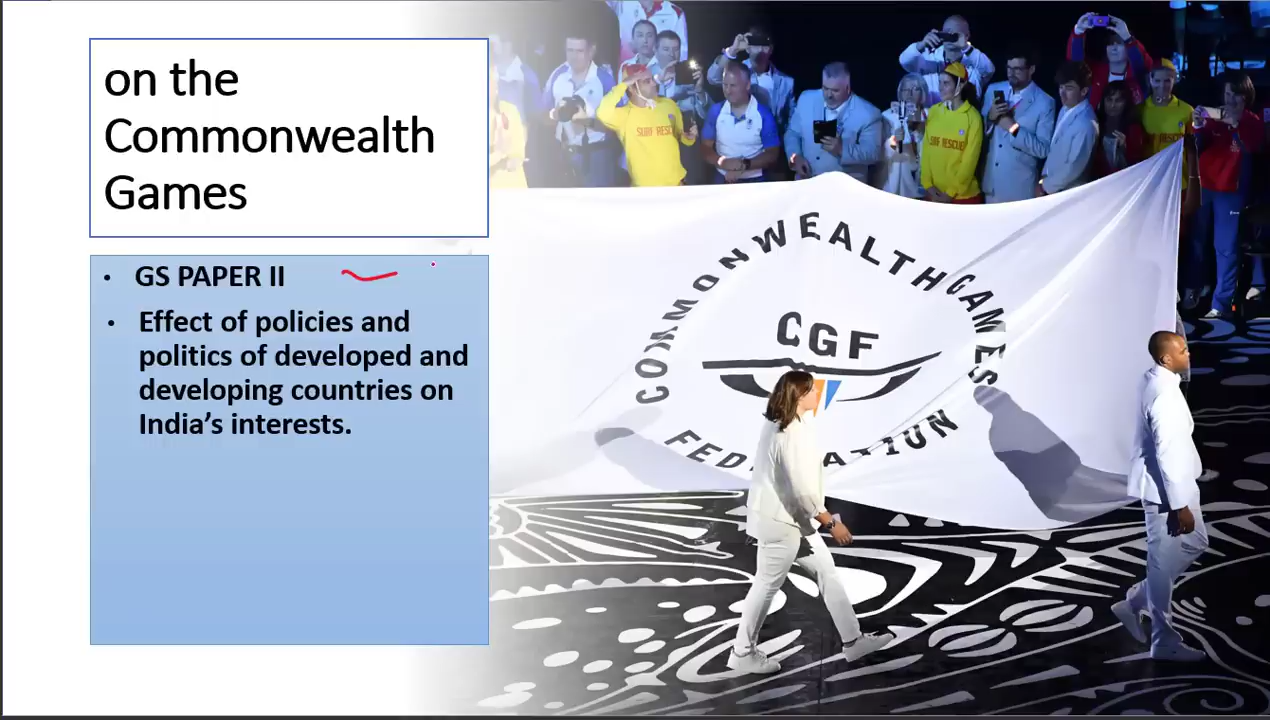 on the
Commonwealth
Games
• GS PAPER II
• Effect of policies and
politics of developed and
developing countries on
India's interests.
SURF RESCUE
COMMONWEALTH GAMES
CGF